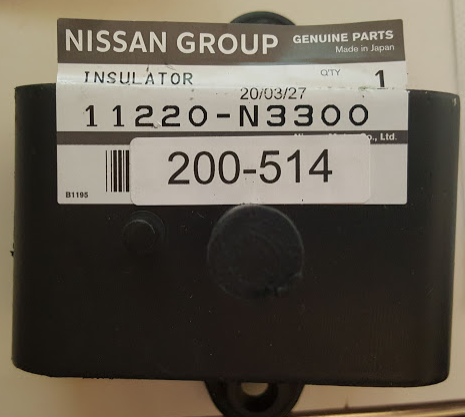 NISSAN GROUP GENUINE PARTS
Made in Japan
INSULATOR Q'TY 1
20/03/27
11220-N3300
Co., Ltd.
200-514
B1195